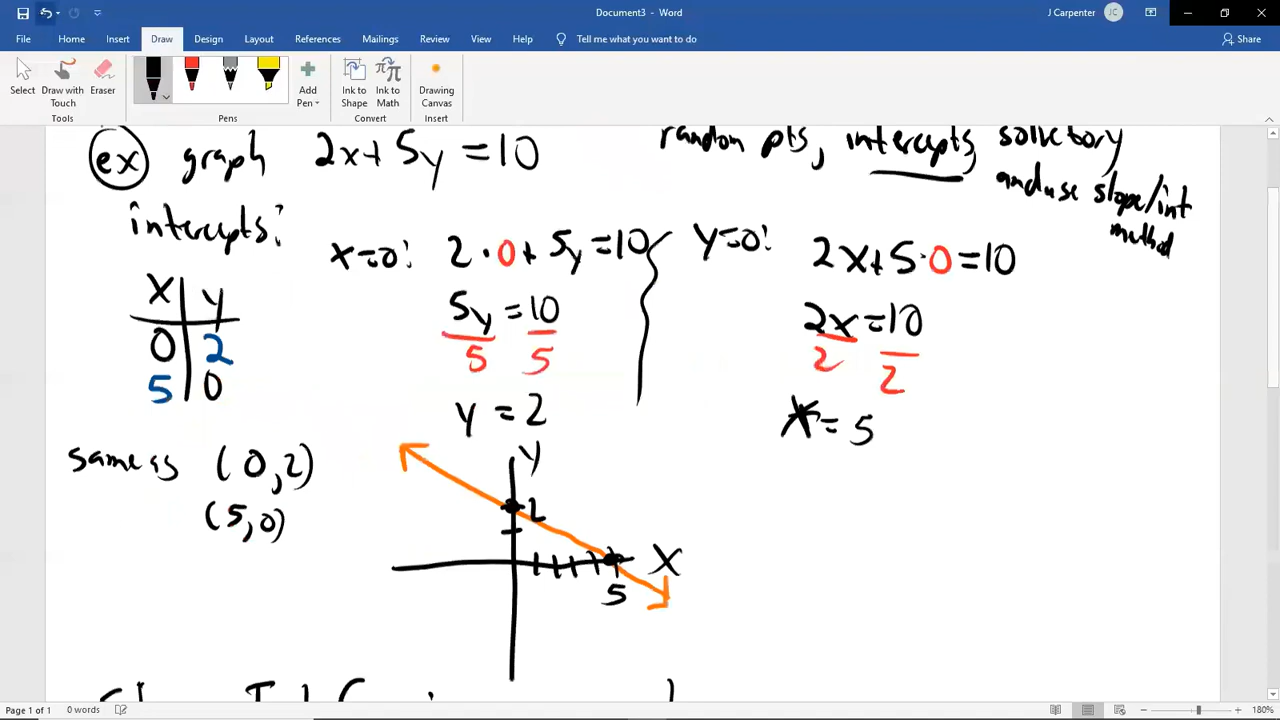 Document3 - Word
J Carpenter JC
File Home Insert Draw Design Layout References Mailings Review View Help Tell me what you want to do Share
Select
Draw with Touch
Eraser
Add Pen
Ink to Shape
Ink to Math
Drawing Canvas
Tools
Pens
Convert
Insert
ex graph 2x+5y=10
random pts, intercepts, solve for y
and use slope/int
method
intercepts:
x=0: 2·0+5y=10
y=0: 2x+5·0=10
x y
0 2
5 0
5y=10
5 5
y=2
2x=10
2 2
x=5
same as (0,2)
(5,0)
y
2
x
5
Page 1 of 1 0 words 180%